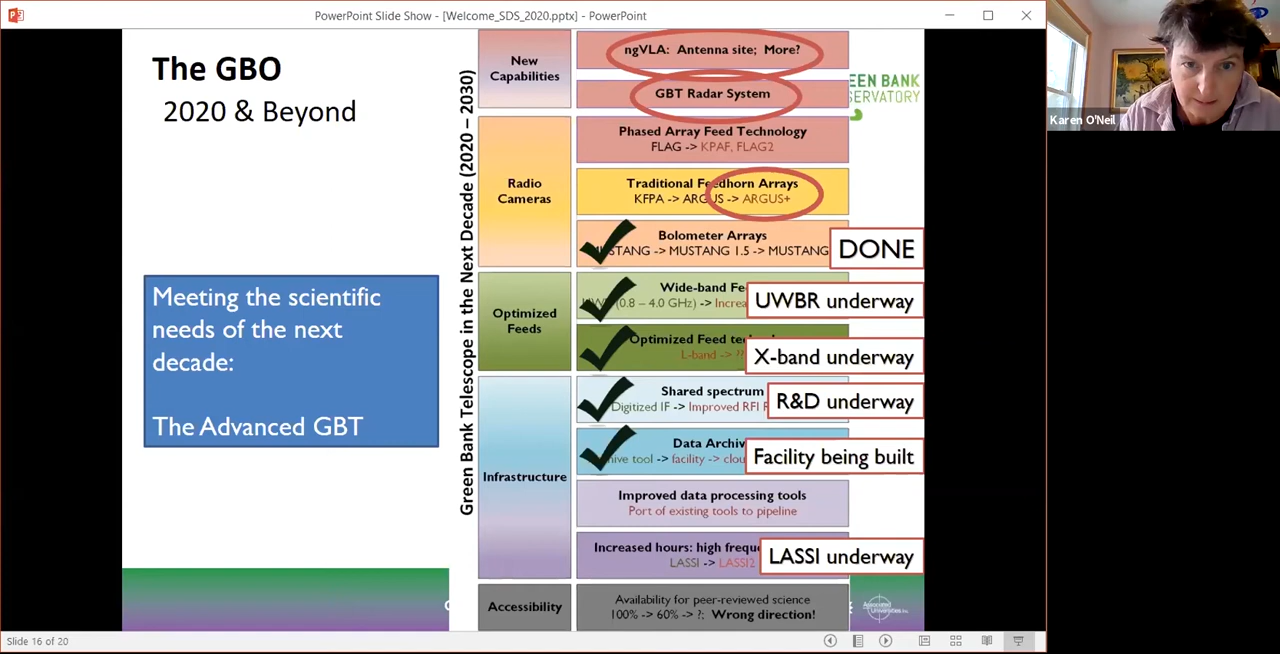 PowerPoint Slide Show - [Welcome_SDS_2020.pptx] - PowerPoint
The GBO
2020 & Beyond
Meeting the scientific
needs of the next
decade:
The Advanced GBT
Green Bank Telescope in the Next Decade (2020 – 2030)
New
Capabilities
ngVLA: Antenna site; More?
GBT Radar System
Radio
Cameras
Phased Array Feed Technology
FLAG -> KPAF, FLAG2
Traditional Feedhorn Arrays
KFPA -> ARGUS -> ARGUS+
Bolometer Arrays
MUSTANG -> MUSTANG 1.5 -> MUSTANG
DONE
Optimized
Feeds
Wide-band Fe
(0.8 – 4.0 GHz) -> Increa
UWBR underway
Optimized Feed te
L-band -> ??
X-band underway
Infrastructure
Shared spectrum
Digitized IF -> Improved RFI
R&D underway
Data Archiv
tool -> facility -> clou
Facility being built
Improved data processing tools
Port of existing tools to pipeline
Increased hours: high frequ
LASSI -> LASSI2
LASSI underway
Accessibility
Availability for peer-reviewed science
100% -> 60% -> ?; Wrong direction!
EEN BANK
SERVATORY
Associated
Universities, Inc.
Karen O'Neil
Slide 16 of 20